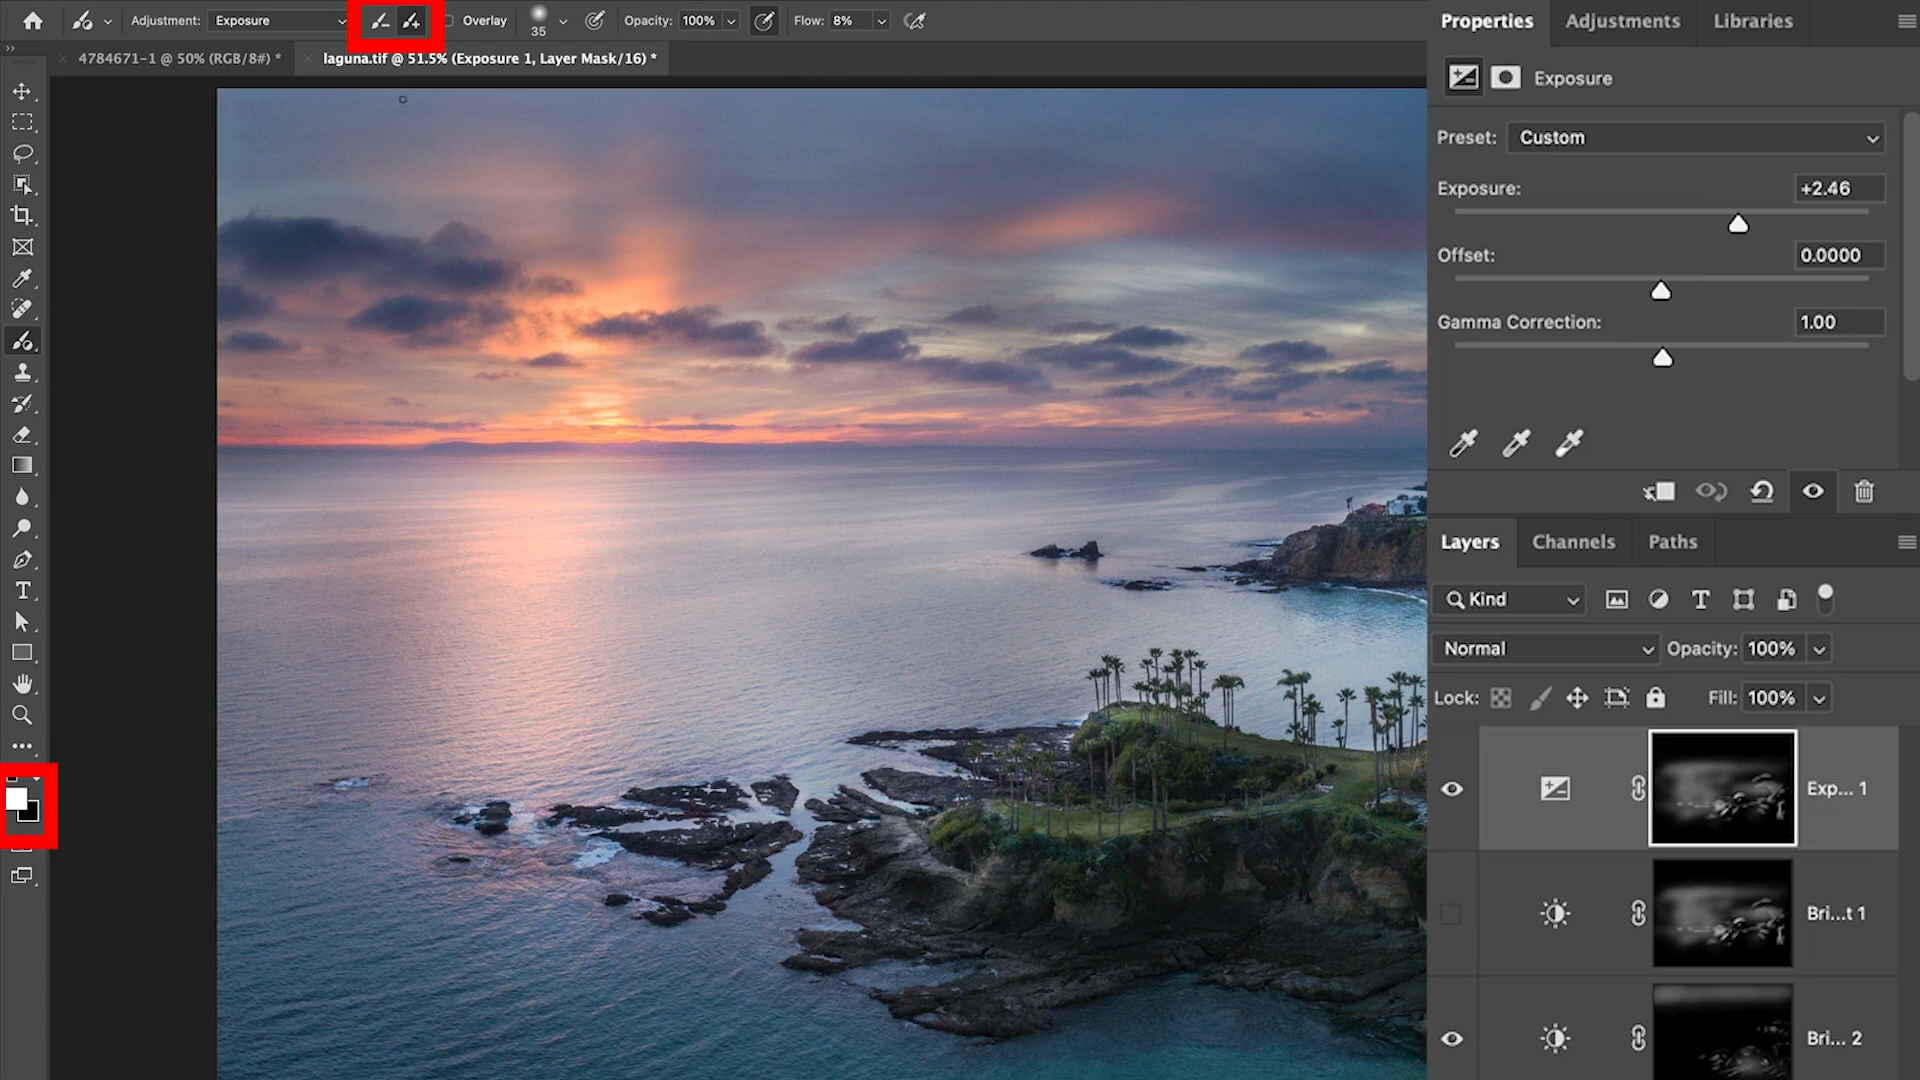 Adjustment: Exposure Overlay 35 Opacity: 100% Flow: 8%
4784671-1 @ 50% (RGB/8#) * laguna.tif @ 51.5% (Exposure 1, Layer Mask/16) *
Properties Adjustments Libraries
Exposure
Preset: Custom
Exposure: +2.46
Offset: 0.0000
Gamma Correction: 1.00
Layers Channels Paths
Kind
Normal Opacity: 100%
Lock: Fill: 100%
Exp... 1
Bri...t 1
Bri... 2